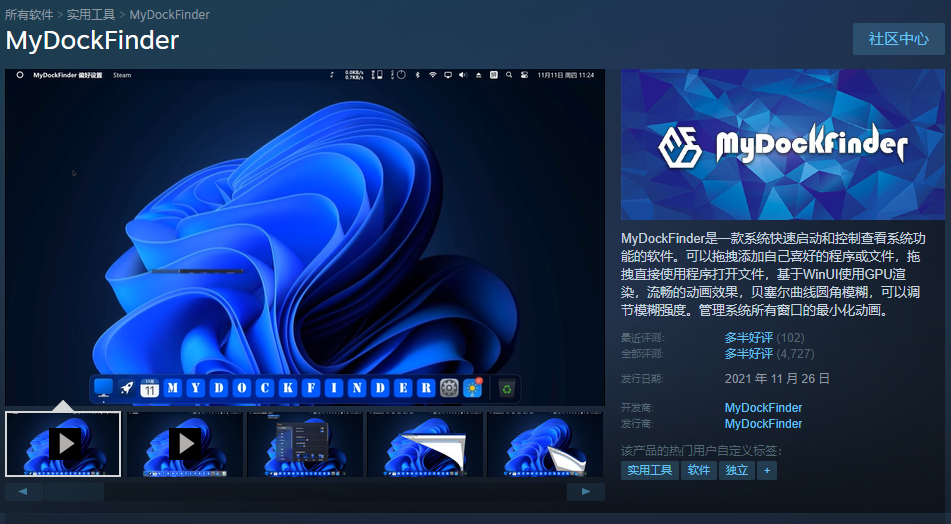 所有软件 > 实用工具 > MyDockFinder
MyDockFinder
社区中心
MyDockFinder 偏好设置 Steam
0.0KB/s
0.7KB/s
11月11日 周四 11:24
11
M Y D O C K F I N D E R
MyDockFinder
MyDockFinder是一款系统快速启动和控制查看系统功
能的软件。可以拖拽添加自己喜好的程序或文件，拖
拽直接使用程序打开文件，基于WinUI使用GPU渲
染，流畅的动画效果，贝塞尔曲线圆角模糊，可以调
节模糊强度。管理系统所有窗口的最小化动画。
最近评测: 多半好评 (102)
全部评测: 多半好评 (4,727)
发行日期: 2021 年 11 月 26 日
开发商: MyDockFinder
发行商: MyDockFinder
该产品的热门用户自定义标签：
实用工具 软件 独立 +